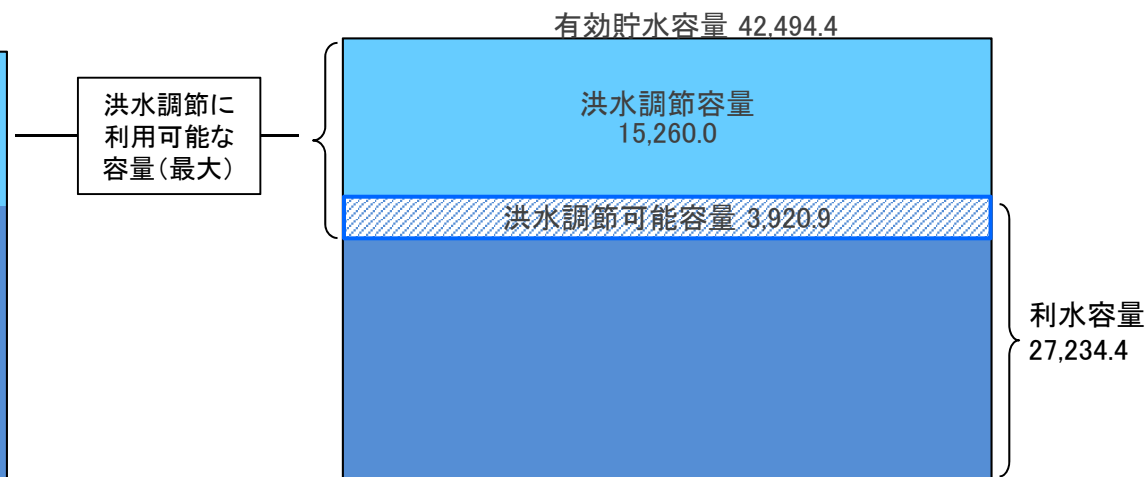 有効貯水容量 42,494.4
洪水調節に
利用可能な
容量(最大)
洪水調節容量
15,260.0
洪水調節可能容量 3,920.9
利水容量
27,234.4